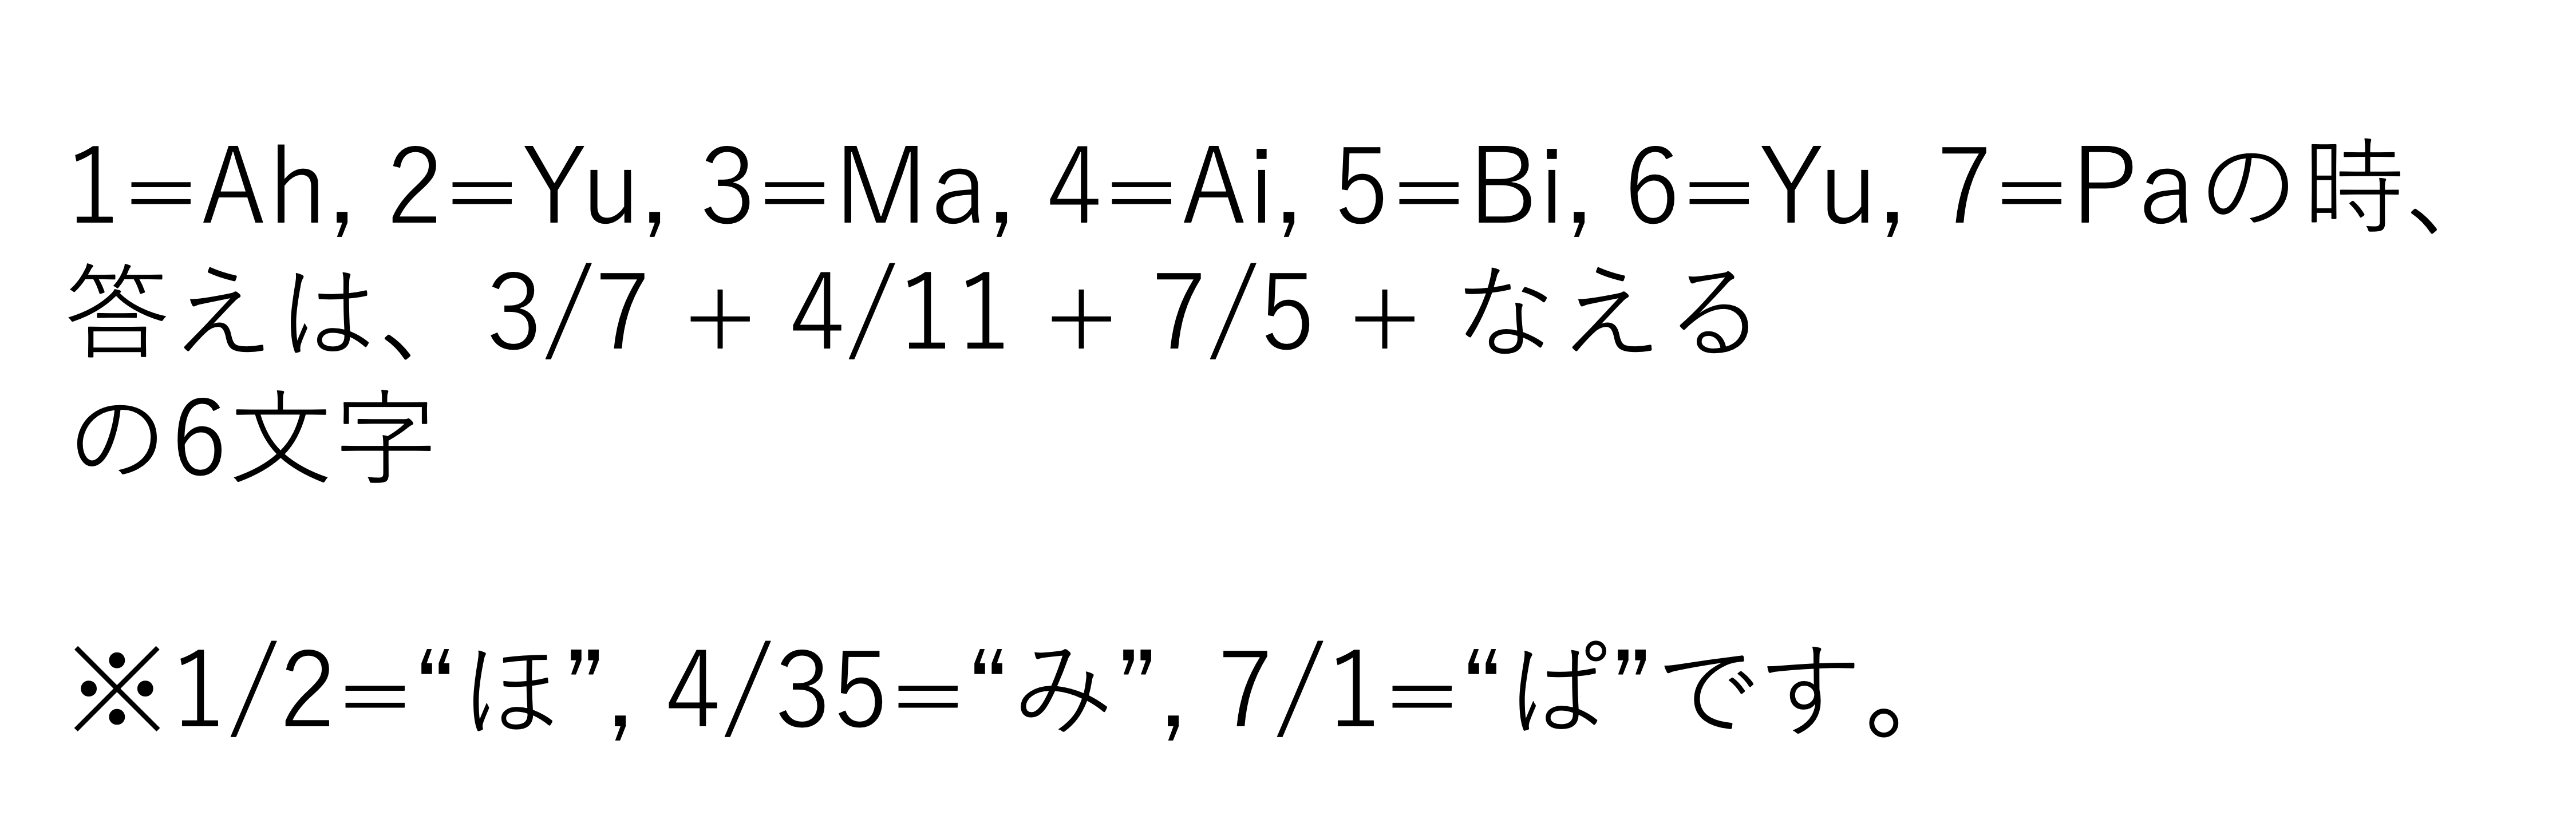 1=Ah, 2=Yu, 3=Ma, 4=Ai, 5=Bi, 6=Yu, 7=Paの時、
答えは、3/7 + 4/11 + 7/5 + なえる
の6文字
※1/2=“ほ”, 4/35=“み”, 7/1=“ぱ”です。